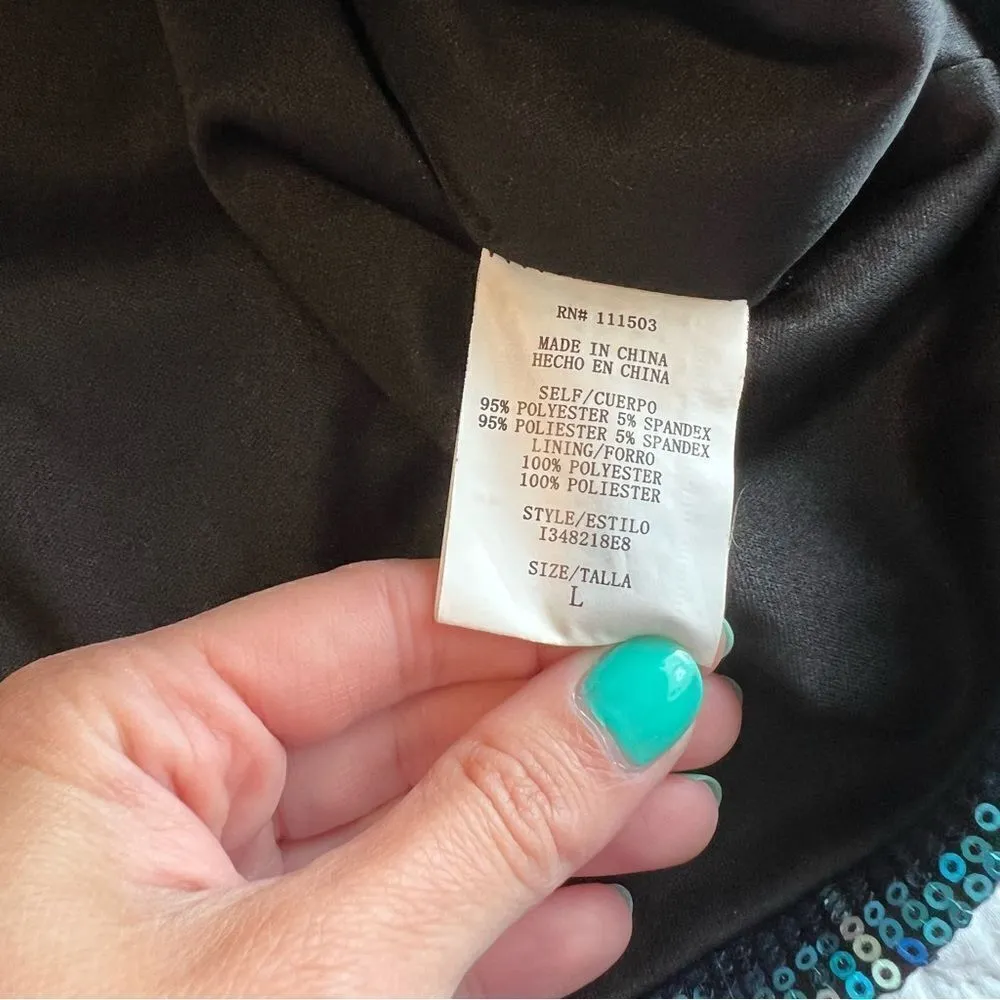 RN# 111503
MADE IN CHINA
HECHO EN CHINA
SELF/CUERPO
95% POLYESTER 5% SPANDEX
95% POLIESTER 5% SPANDEX
LINING/FORRO
100% POLYESTER
100% POLIESTER
STYLE/ESTILO
I348218E8
SIZE/TALLA
L